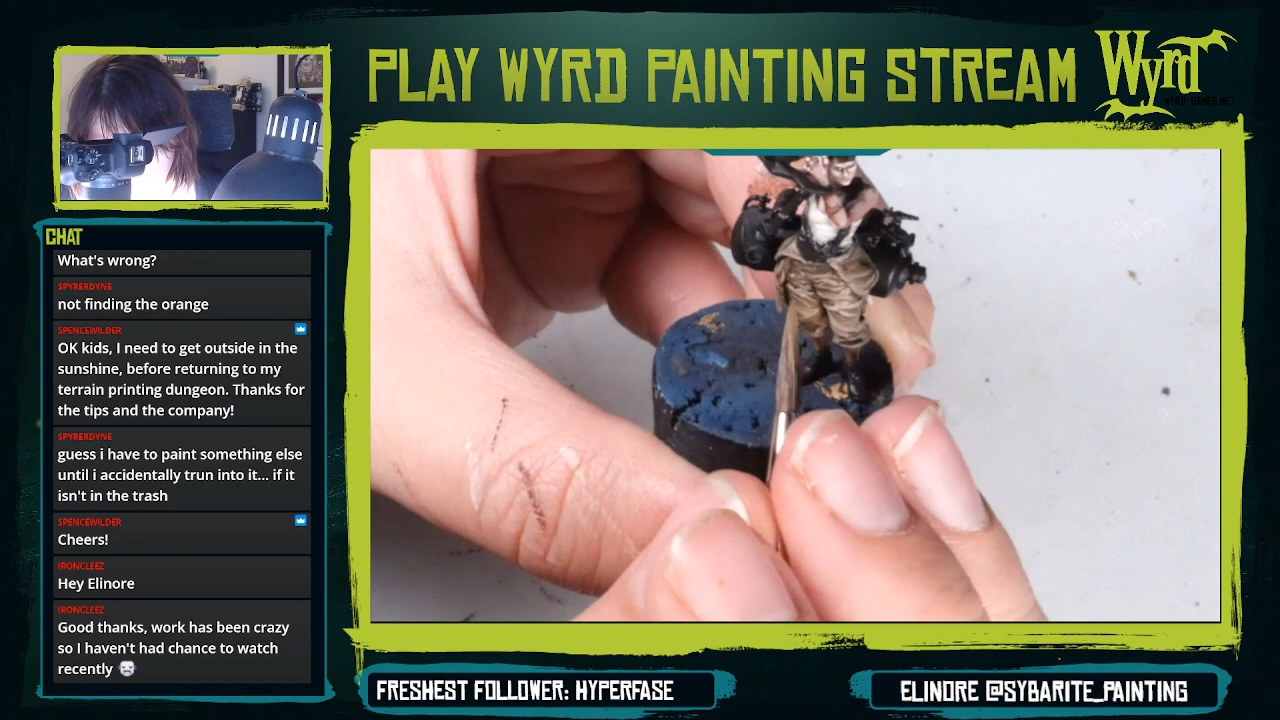 PLAY WYRD PAINTING STREAM
Wyrd
WYRD-GAMES.NET
CHAT
What's wrong?
SPYRERDYNE
not finding the orange
SPENCEWILDER
OK kids, I need to get outside in the
sunshine, before returning to my
terrain printing dungeon. Thanks for
the tips and the company!
SPYRERDYNE
guess i have to paint something else
until i accidentally trun into it... if it
isn't in the trash
SPENCEWILDER
Cheers!
IRONCLEEZ
Hey Elinore
IRONCLEEZ
Good thanks, work has been crazy
so I haven't had chance to watch
recently
FRESHEST FOLLOWER: HYPERFASE
ELINORE @SYBARITE_PAINTING